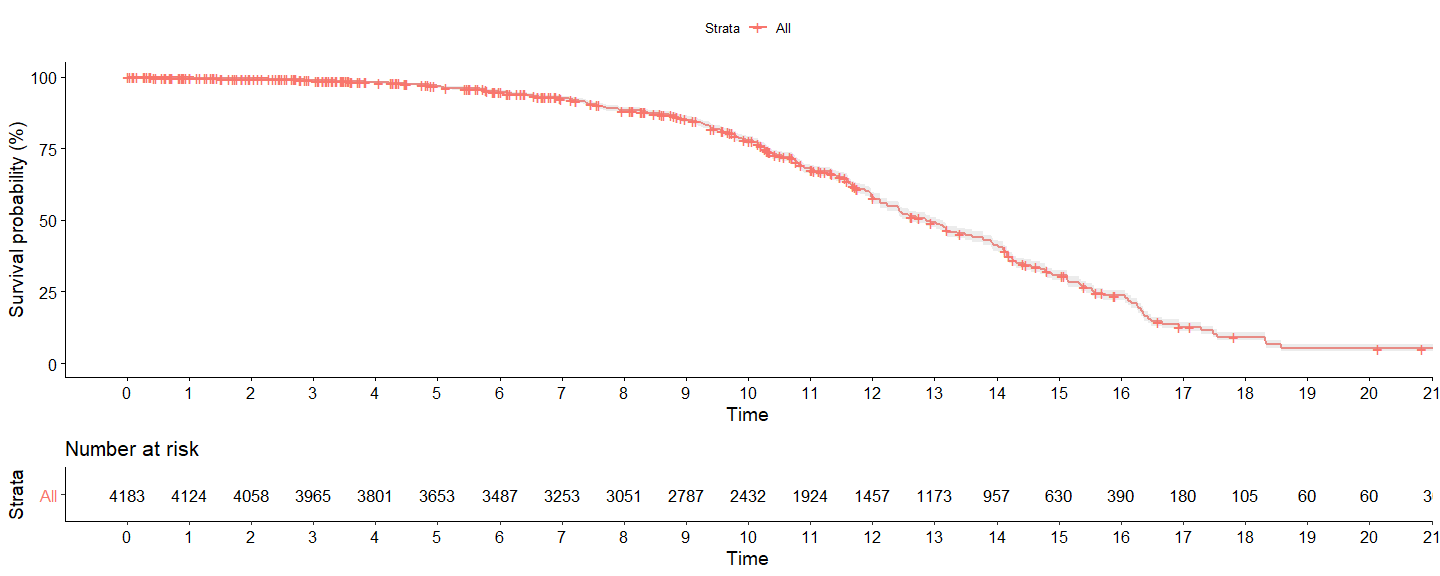 Strata All
Survival probability (%)
100
75
50
25
0
0 1 2 3 4 5 6 7 8 9 10 11 12 13 14 15 16 17 18 19 20 21
Time
Number at risk
Strata
All 4183 4124 4058 3965 3801 3653 3487 3253 3051 2787 2432 1924 1457 1173 957 630 390 180 105 60 60
0 1 2 3 4 5 6 7 8 9 10 11 12 13 14 15 16 17 18 19 20 21
Time